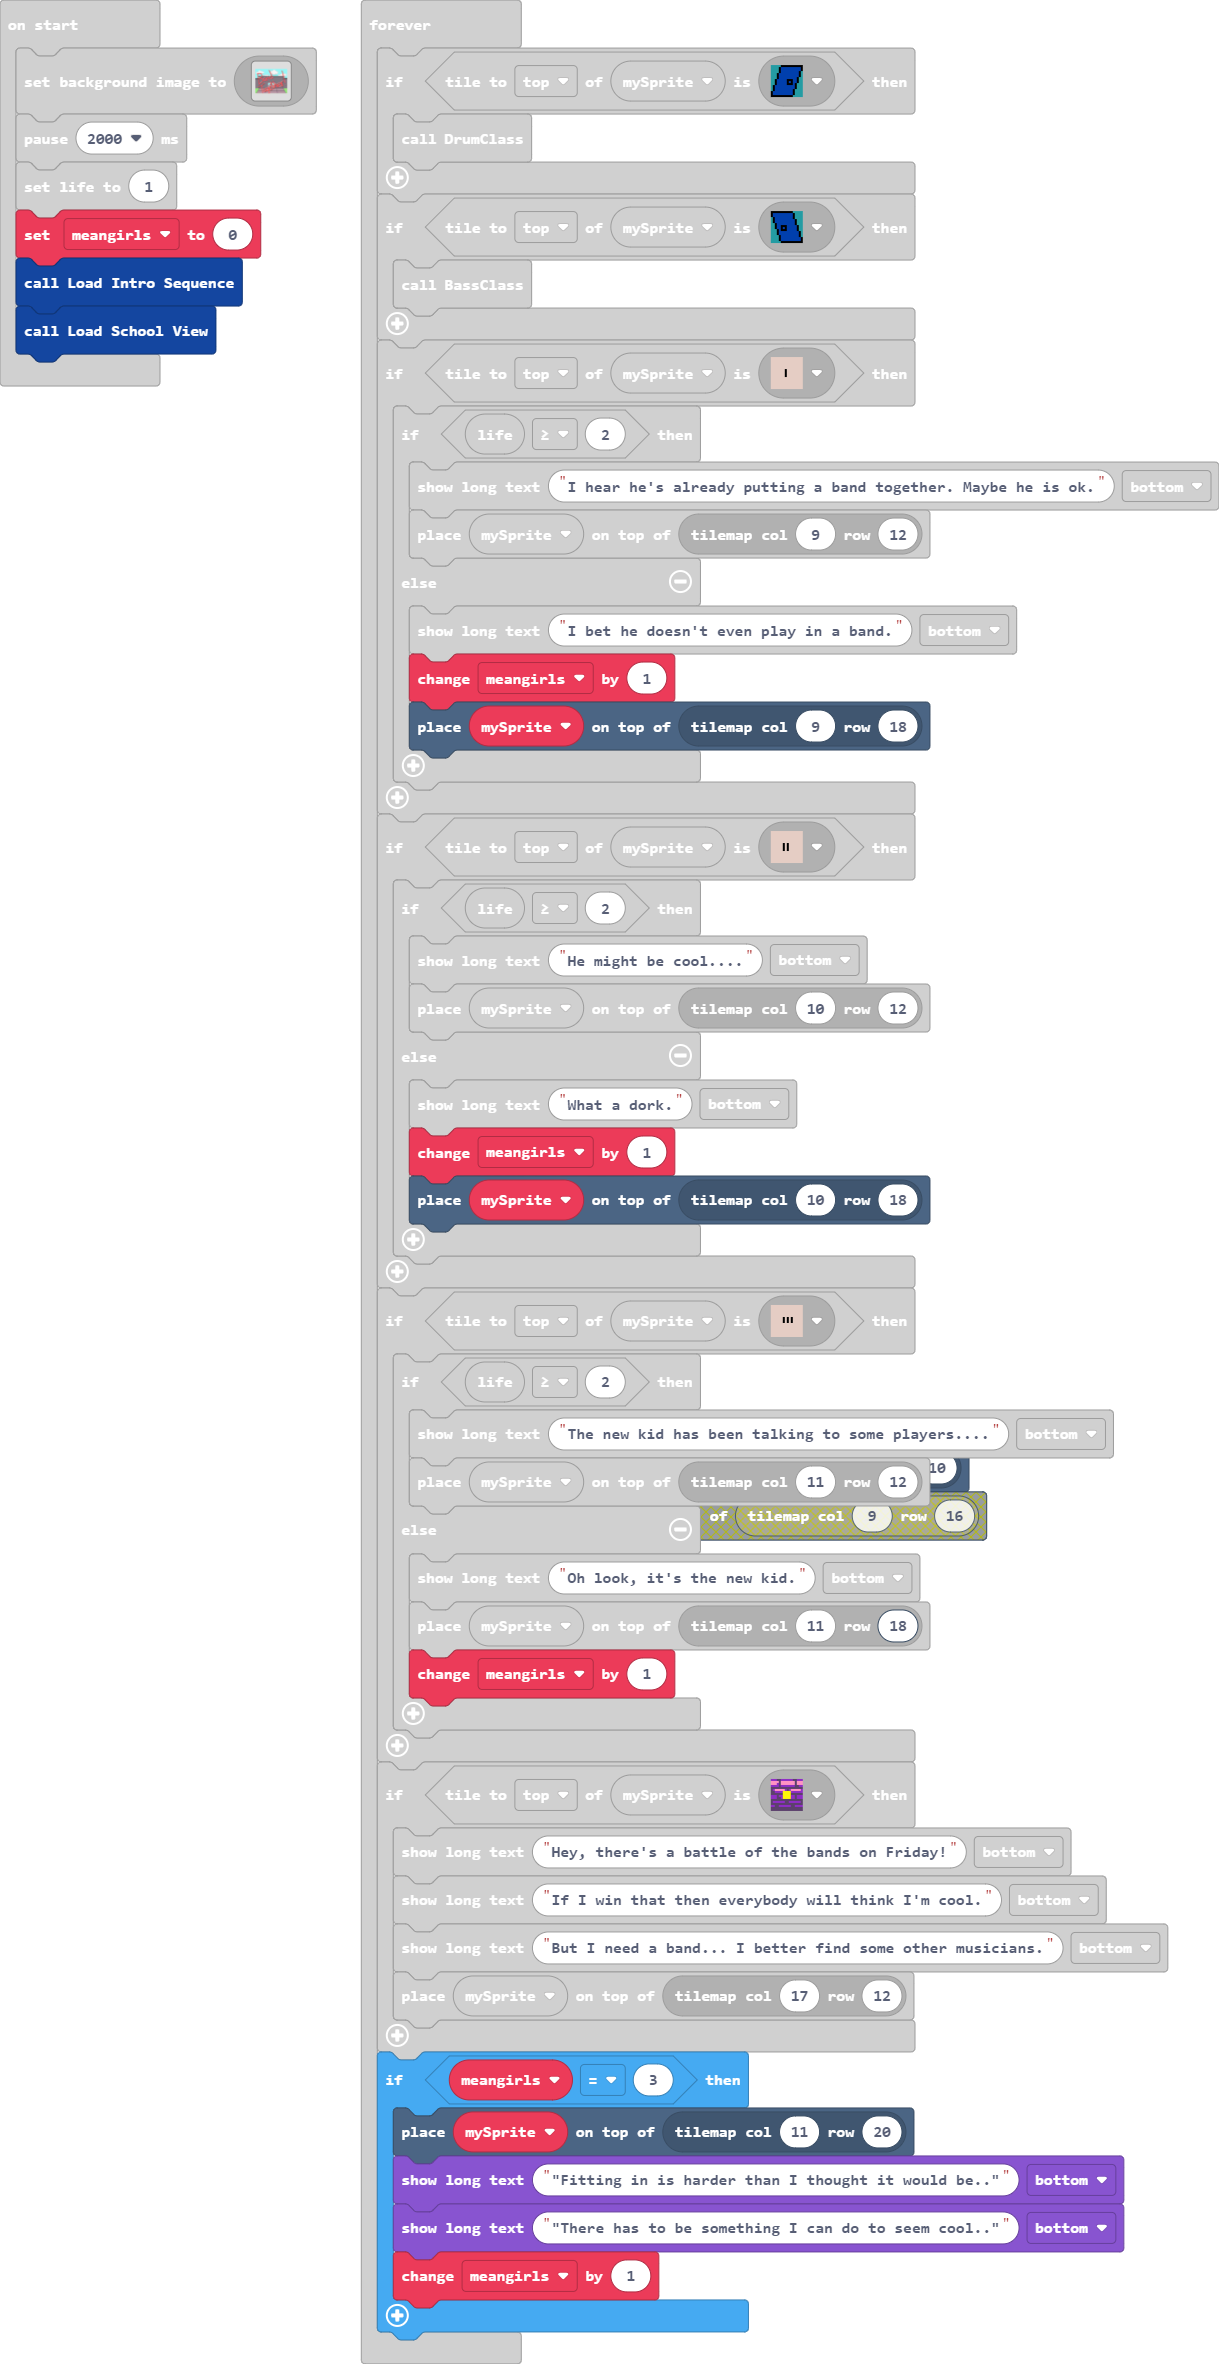 on start
set background image to
pause 2000 ms
set life to 1
set meangirls to 0
call Load Intro Sequence
call Load School View
forever
if tile to top of mySprite is then
call DrumClass
if tile to top of mySprite is then
call BassClass
if tile to top of mySprite is I then
if life ≥ 2 then
show long text "I hear he's already putting a band together. Maybe he is ok." bottom
place mySprite on top of tilemap col 9 row 12
else
show long text "I bet he doesn't even play in a band." bottom
change meangirls by 1
place mySprite on top of tilemap col 9 row 18
if tile to top of mySprite is II then
if life ≥ 2 then
show long text "He might be cool...." bottom
place mySprite on top of tilemap col 10 row 12
else
show long text "What a dork." bottom
change meangirls by 1
place mySprite on top of tilemap col 10 row 18
if tile to top of mySprite is III then
if life ≥ 2 then
show long text "The new kid has been talking to some players...." bottom
place mySprite on top of tilemap col 11 row 12 10
else of tilemap col 9 row 16
show long text "Oh look, it's the new kid." bottom
place mySprite on top of tilemap col 11 row 18
change meangirls by 1
if tile to top of mySprite is then
show long text "Hey, there's a battle of the bands on Friday!" bottom
show long text "If I win that then everybody will think I'm cool." bottom
show long text "But I need a band... I better find some other musicians." bottom
place mySprite on top of tilemap col 17 row 12
if meangirls = 3 then
place mySprite on top of tilemap col 11 row 20
show long text ""Fitting in is harder than I thought it would be.."" bottom
show long text ""There has to be something I can do to seem cool.."" bottom
change meangirls by 1